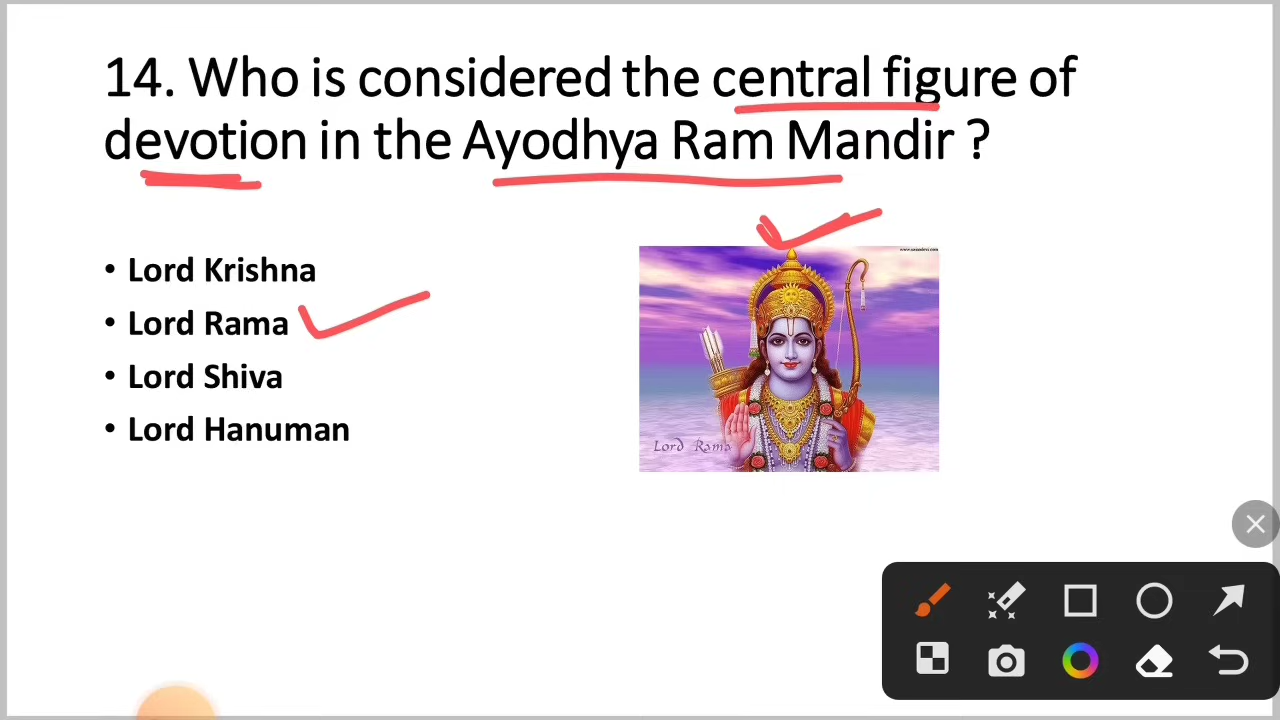 14. Who is considered the central figure of
devotion in the Ayodhya Ram Mandir ?
• Lord Krishna
• Lord Rama
• Lord Shiva
• Lord Hanuman
Lord Rama